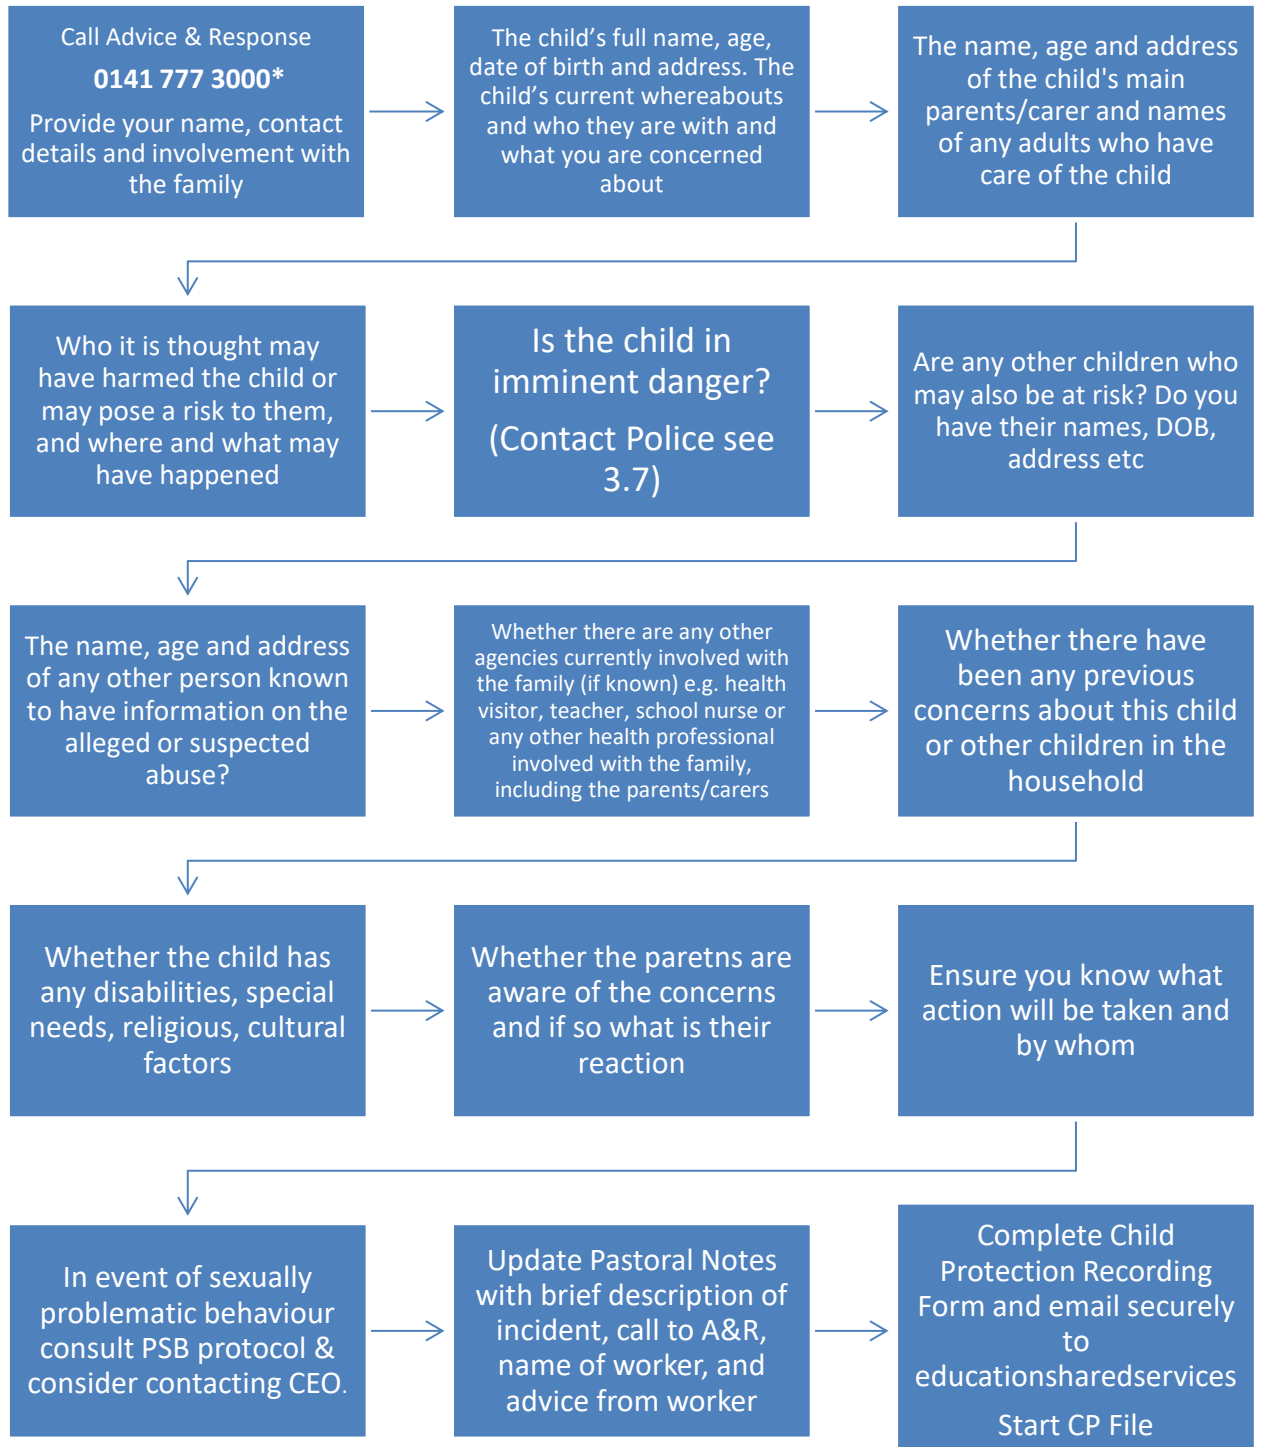 Call Advice & Response
0141 777 3000*
Provide your name, contact
details and involvement with
the family
The child’s full name, age,
date of birth and address. The
child’s current whereabouts
and who they are with and
what you are concerned
about
The name, age and address
of the child's main
parents/carer and names
of any adults who have
care of the child
Who it is thought may
have harmed the child or
may pose a risk to them,
and where and what may
have happened
Is the child in
imminent danger?
(Contact Police see
3.7)
Are any other children who
may also be at risk? Do you
have their names, DOB,
address etc
The name, age and address
of any other person known
to have information on the
alleged or suspected
abuse?
Whether there are any other
agencies currently involved with
the family (if known) e.g. health
visitor, teacher, school nurse or
any other health professional
involved with the family,
including the parents/carers
Whether there have
been any previous
concerns about this child
or other children in the
household
Whether the child has
any disabilities, special
needs, religious, cultural
factors
Whether the paretns are
aware of the concerns
and if so what is their
reaction
Ensure you know what
action will be taken and
by whom
In event of sexually
problematic behaviour
consult PSB protocol &
consider contacting CEO.
Update Pastoral Notes
with brief description of
incident, call to A&R,
name of worker, and
advice from worker
Complete Child
Protection Recording
Form and email securely
to
educationsharedservices
Start CP File